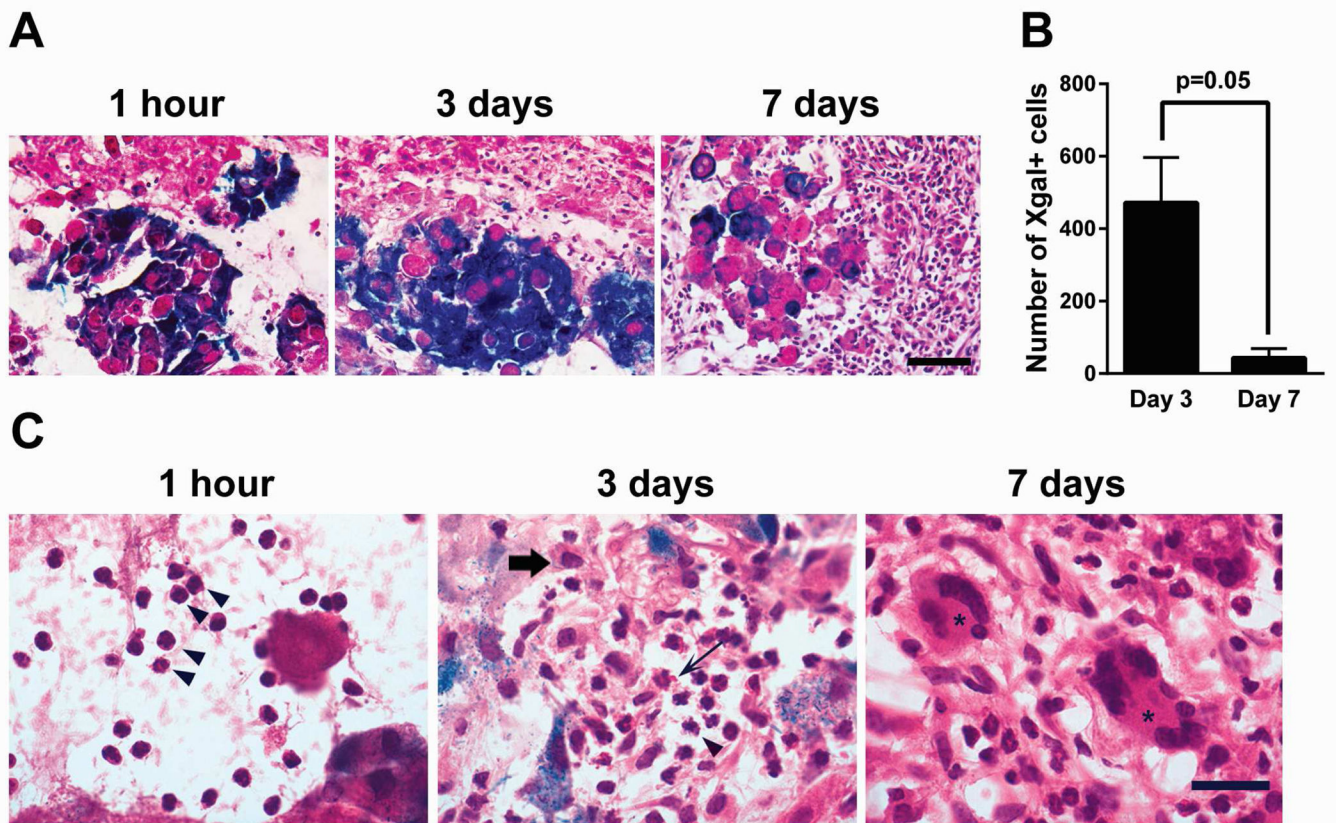 A
1 hour
3 days
7 days
B
800
600
400
200
0
Number of Xgal+ cells
p=0.05
Day 3
Day 7
C
1 hour
3 days
7 days
*
*